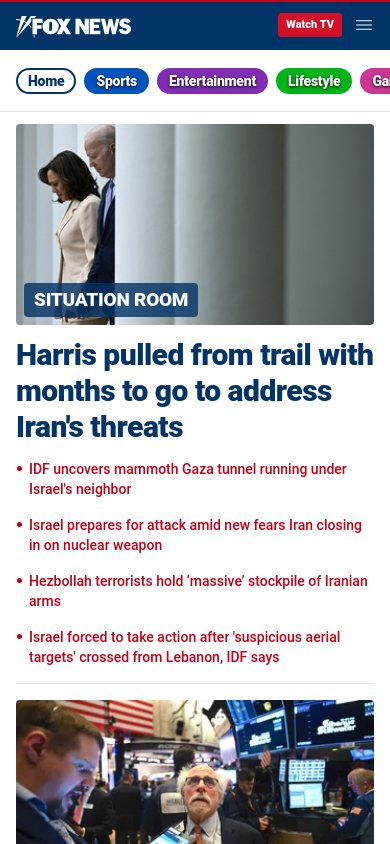 FOX NEWS
Watch TV
Home
Sports
Entertainment
Lifestyle
SITUATION ROOM
Harris pulled from trail with
months to go to address
Iran's threats
IDF uncovers mammoth Gaza tunnel running under
Israel's neighbor
Israel prepares for attack amid new fears Iran closing
in on nuclear weapon
Hezbollah terrorists hold ‘massive’ stockpile of Iranian
arms
Israel forced to take action after 'suspicious aerial
targets' crossed from Lebanon, IDF says